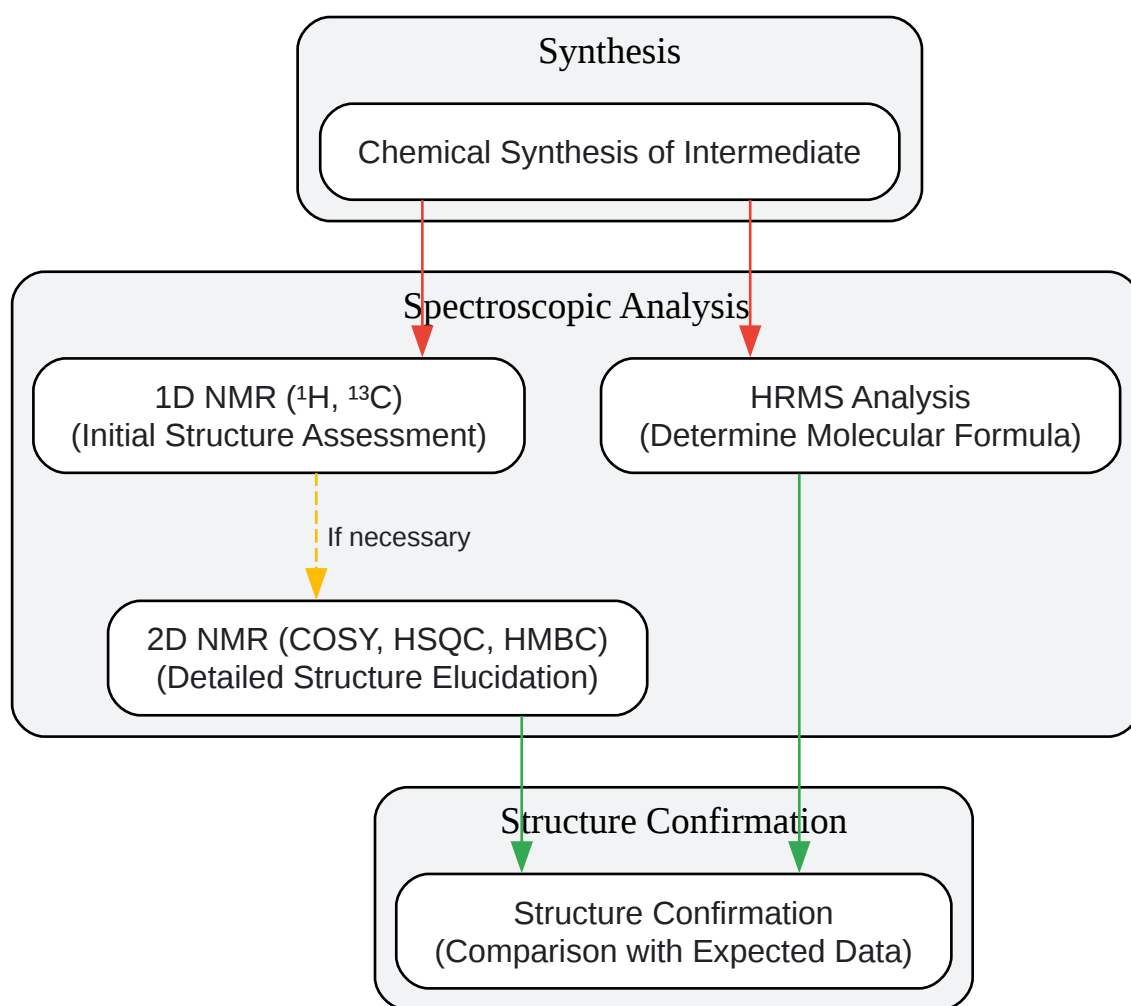 Synthesis
Chemical Synthesis of Intermediate
Spectroscopic Analysis
1D NMR (¹H, ¹³C)
(Initial Structure Assessment)
HRMS Analysis
(Determine Molecular Formula)
If necessary
2D NMR (COSY, HSQC, HMBC)
(Detailed Structure Elucidation)
Structure Confirmation
Structure Confirmation
(Comparison with Expected Data)